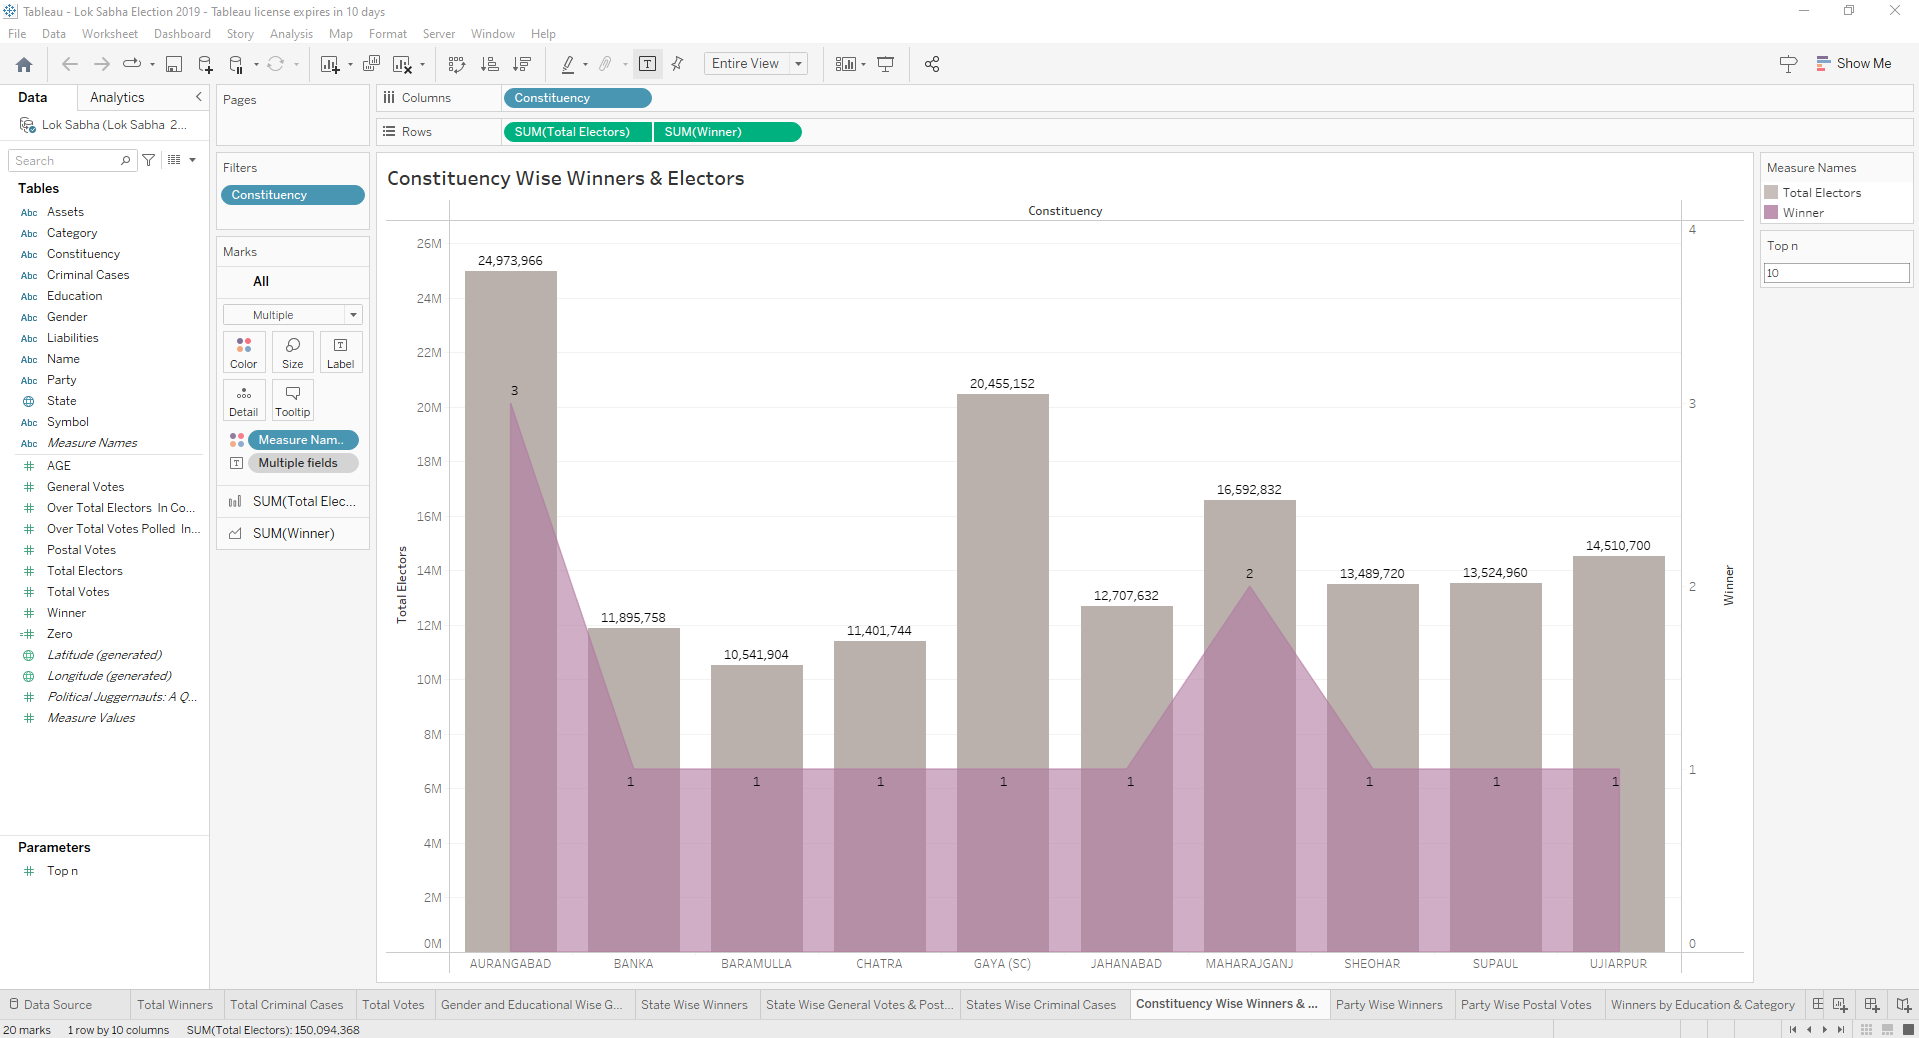 Tableau - Lok Sabha Election 2019 - Tableau license expires in 10 days
File Data Worksheet Dashboard Story Analysis Map Format Server Window Help
Entire View
Show Me
Data Analytics
Lok Sabha (Lok Sabha 2...
Search
Tables
Abc Assets
Abc Category
Abc Constituency
Abc Criminal Cases
Abc Education
Abc Gender
Abc Liabilities
Abc Name
Abc Party
State
Abc Symbol
Abc Measure Names
# AGE
# General Votes
# Over Total Electors In Co...
# Over Total Votes Polled In...
# Postal Votes
# Total Electors
# Total Votes
# Winner
=# Zero
Latitude (generated)
Longitude (generated)
# Political Juggernauts: A Q...
# Measure Values
Parameters
# Top n
Pages
Filters
Constituency
Marks
All
Multiple
Color Size Label
Detail Tooltip
Measure Nam..
Multiple fields
SUM(Total Elec...
SUM(Winner)
Columns Constituency
Rows SUM(Total Electors) SUM(Winner)
Constituency Wise Winners & Electors
Constituency
26M
24M
22M
20M
18M
16M
14M
12M
10M
8M
6M
4M
2M
0M
Total Electors
24,973,966
11,895,758
10,541,904
11,401,744
20,455,152
12,707,632
16,592,832
13,489,720
13,524,960
14,510,700
3 1 1 1 1 1 2 1 1 1
4
3
2
1
0
Winner
AURANGABAD BANKA BARAMULLA CHATRA GAYA (SC) JAHANABAD MAHARAJGANJ SHEOHAR SUPAUL UJIARPUR
Measure Names
Total Electors
Winner
Top n
10
Data Source Total Winners Total Criminal Cases Total Votes Gender and Educational Wise G... State Wise Winners State Wise General Votes & Post... States Wise Criminal Cases Constituency Wise Winners & ... Party Wise Winners Party Wise Postal Votes Winners by Education & Category
20 marks 1 row by 10 columns SUM(Total Electors): 150,094,368